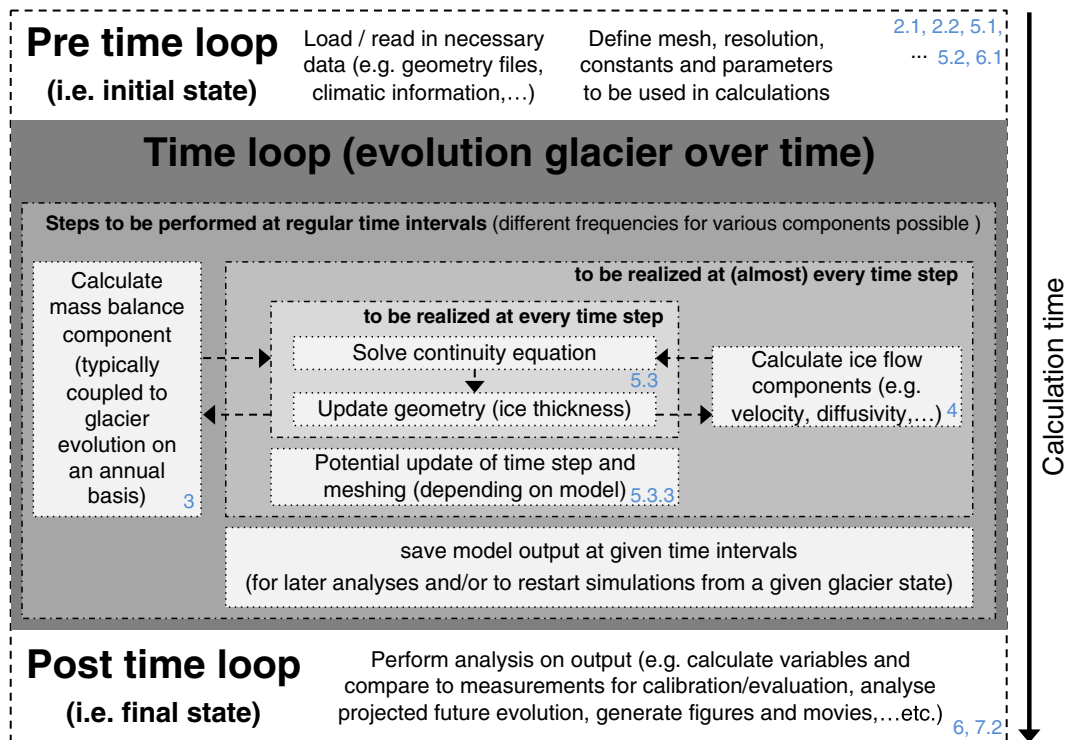 Pre time loop
(i.e. initial state)
Load / read in necessary
data (e.g. geometry files,
climatic information,…)
Define mesh, resolution,
constants and parameters
to be used in calculations
2.1, 2.2, 5.1,
... 5.2, 6.1
Time loop (evolution glacier over time)
Steps to be performed at regular time intervals (different frequencies for various components possible )
Calculate
mass balance
component
(typically
coupled to
glacier
evolution on
an annual
basis)
3
to be realized at (almost) every time step
to be realized at every time step
Solve continuity equation
5.3
Update geometry (ice thickness)
Calculate ice flow
components (e.g.
velocity, diffusivity,…)
4
Potential update of time step and
meshing (depending on model)
5.3.3
save model output at given time intervals
(for later analyses and/or to restart simulations from a given glacier state)
Post time loop
(i.e. final state)
Perform analysis on output (e.g. calculate variables and
compare to measurements for calibration/evaluation, analyse
projected future evolution, generate figures and movies,…etc.)
6, 7.2
Calculation time